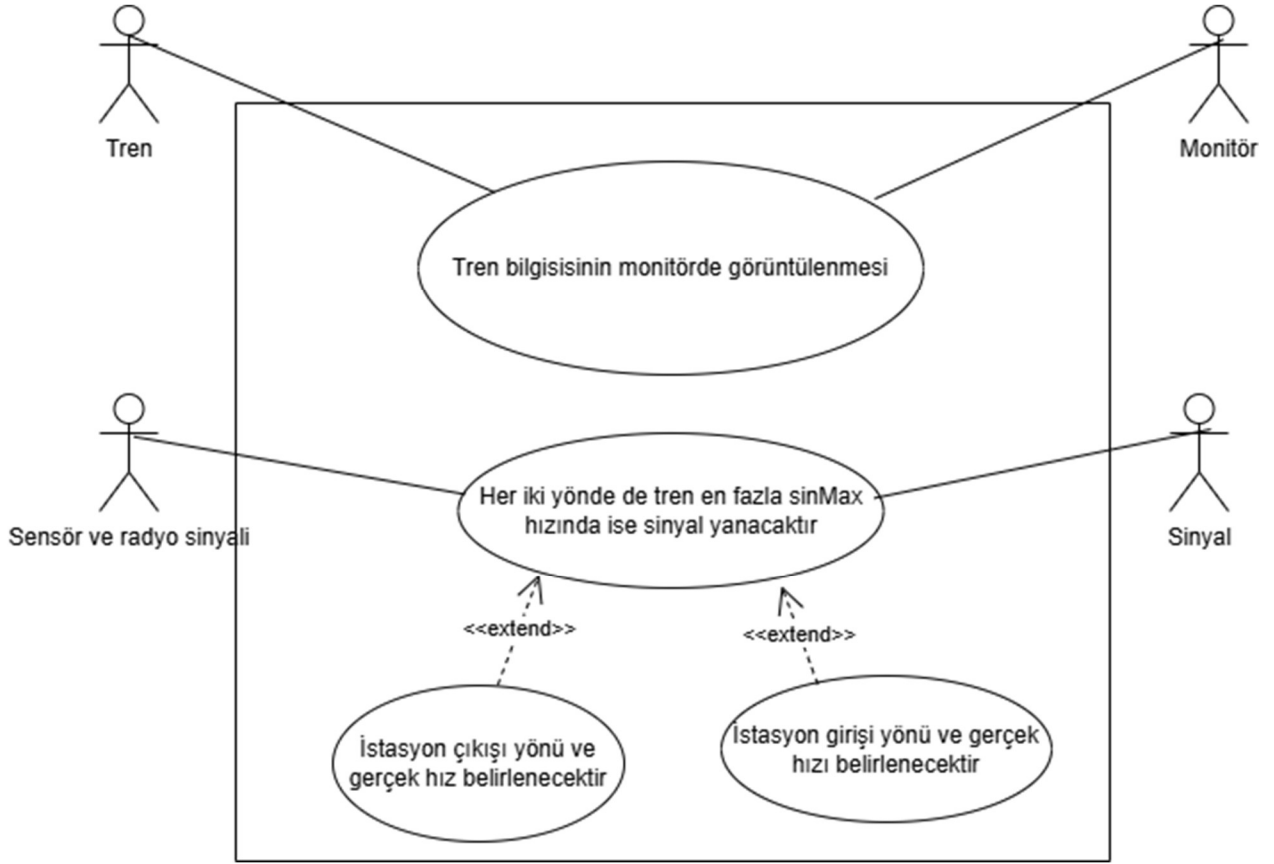 Tren
Monitör
Tren bilgisisinin monitörde görüntülenmesi
Sensör ve radyo sinyali
Her iki yönde de tren en fazla sinMax
hızında ise sinyal yanacaktır
Sinyal
<<extend>>
<<extend>>
İstasyon çıkışı yönü ve
gerçek hız belirlenecektir
İstasyon girişi yönü ve gerçek
hızı belirlenecektir